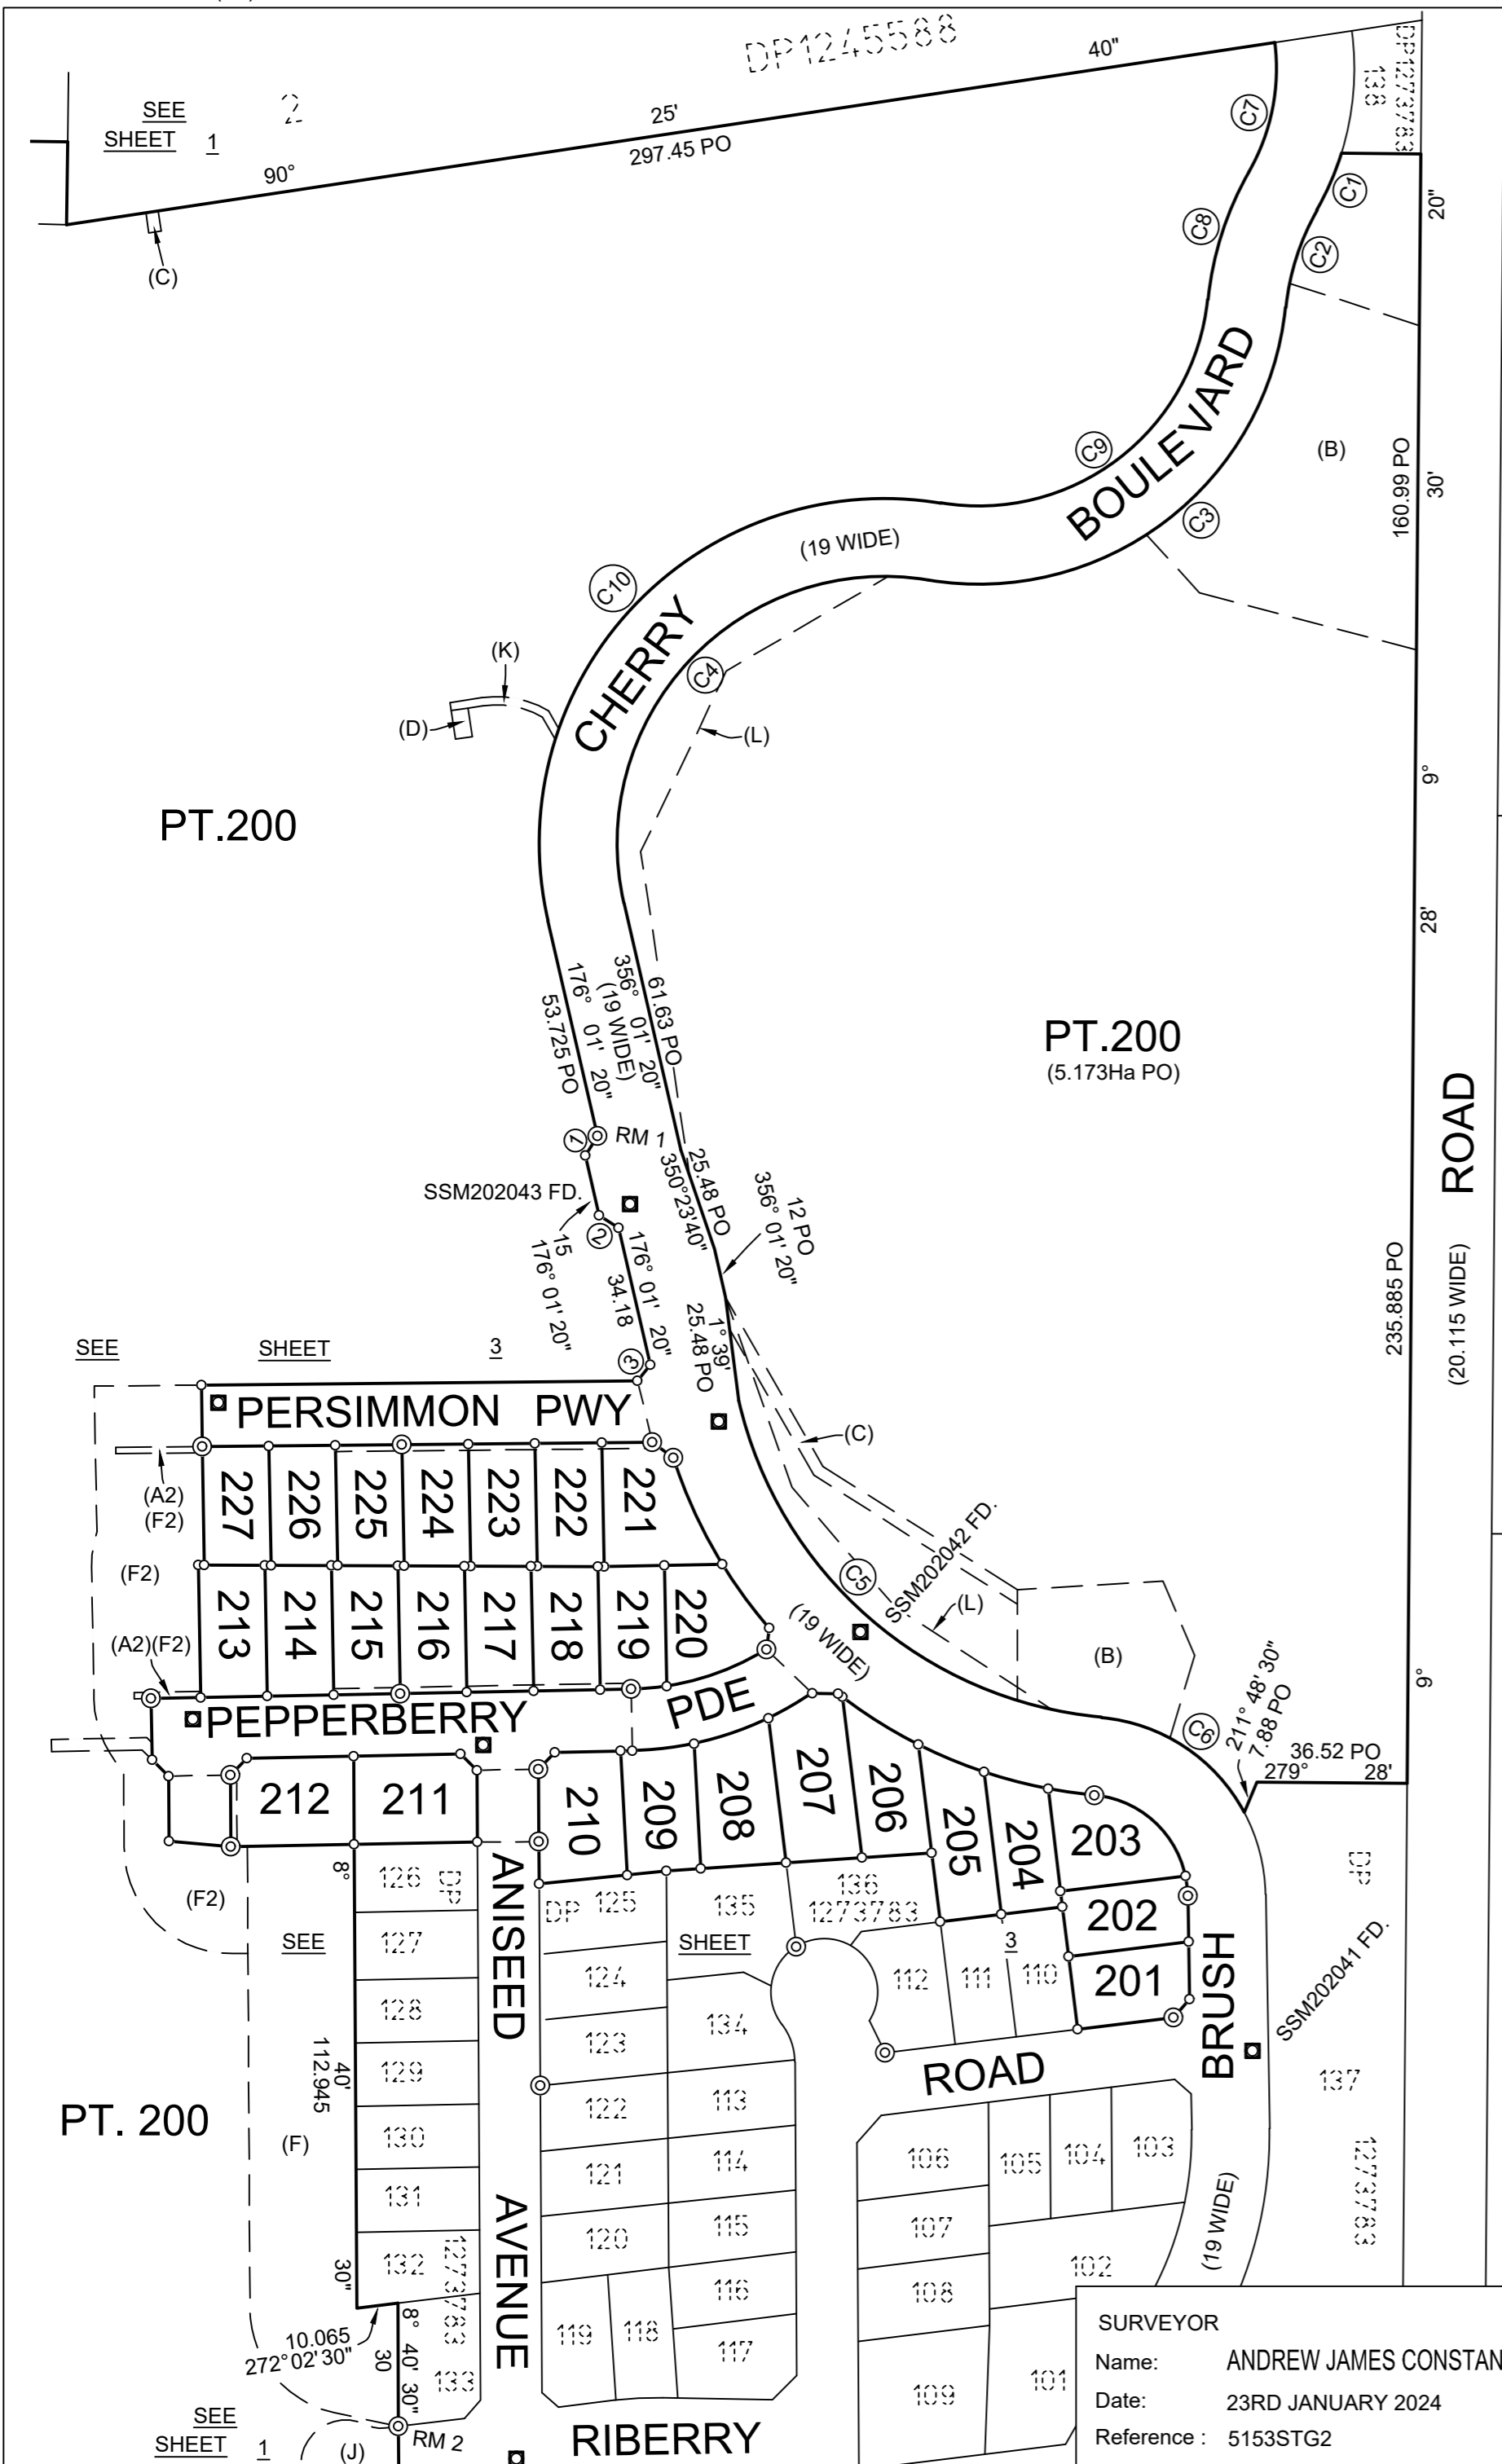 DP1245588
DP1273783
138
SEE
SHEET 1
2
90° 25' 40"
297.45 PO
(C)
C7
C1
C8
C2
20"
BOULEVARD
(B)
160.99 PO
30'
C9
C3
(19 WIDE)
C10
CHERRY
C4
(K)
(D)
(L)
9°
PT.200
28'
61.63 PO
356° 01' 20"
(19 WIDE)
176° 01' 20"
53.725 PO
PT.200
(5.173Ha PO)
ROAD
(20.115 WIDE)
1
RM 1
25.48 PO
350°23'40"
SSM202043 FD.
2
15
176° 01' 20"
12 PO
356° 01' 20"
176° 01' 20"
34.18
1° 39'
25.48 PO
235.885 PO
SEE SHEET 3
3
PERSIMMON PWY
(C)
(A2)
(F2)
227
226
225
224
223
222
221
(F2)
SSM202042 FD.
C5
(L)
213
214
215
216
217
218
219
220
(A2)(F2)
(19 WIDE)
(B)
PEPPERBERRY PDE
C6
211° 48' 30"
7.88 PO
36.52 PO
279° 28'
9°
212
211
210
209
208
207
206
205
204
203
202
201
8°
126
DP
127
128
129
130
131
132
1273783
133
(F2)
SEE
ANISEED
DP
125
135
136
1273783
SHEET
3
124
123
134
112
111
110
BRUSH
SSM202041 FD.
DP
137
1273783
ROAD
40'
112.945
PT. 200
(F)
122
113
121
114
120
115
116
119
118
117
106
105
104
103
107
108
102
109
101
(19 WIDE)
AVENUE
30"
10.065
272°02'30"
8° 40' 30"
30
SEE
SHEET 1
(J)
RM 2
RIBERRY
SURVEYOR
Name: ANDREW JAMES CONSTAN
Date: 23RD JANUARY 2024
Reference : 5153STG2